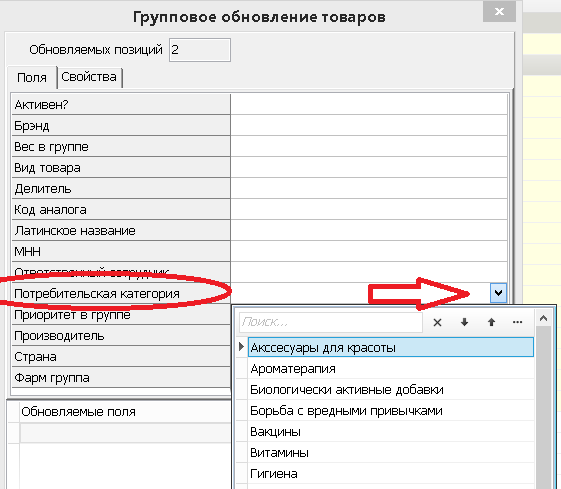 Групповое обновление товаров
Обновляемых позиций 2
Поля Свойства
Активен?
Брэнд
Вес в группе
Вид товара
Делитель
Код аналога
Латинское название
МНН
Ответственный сотрудник
Потребительская категория
Приоритет в группе
Производитель
Страна
Фарм группа
Обновляемые поля
Поиск...
Акссесуары для красоты
Ароматерапия
Биологически активные добавки
Борьба с вредными привычками
Вакцины
Витамины
Гигиена